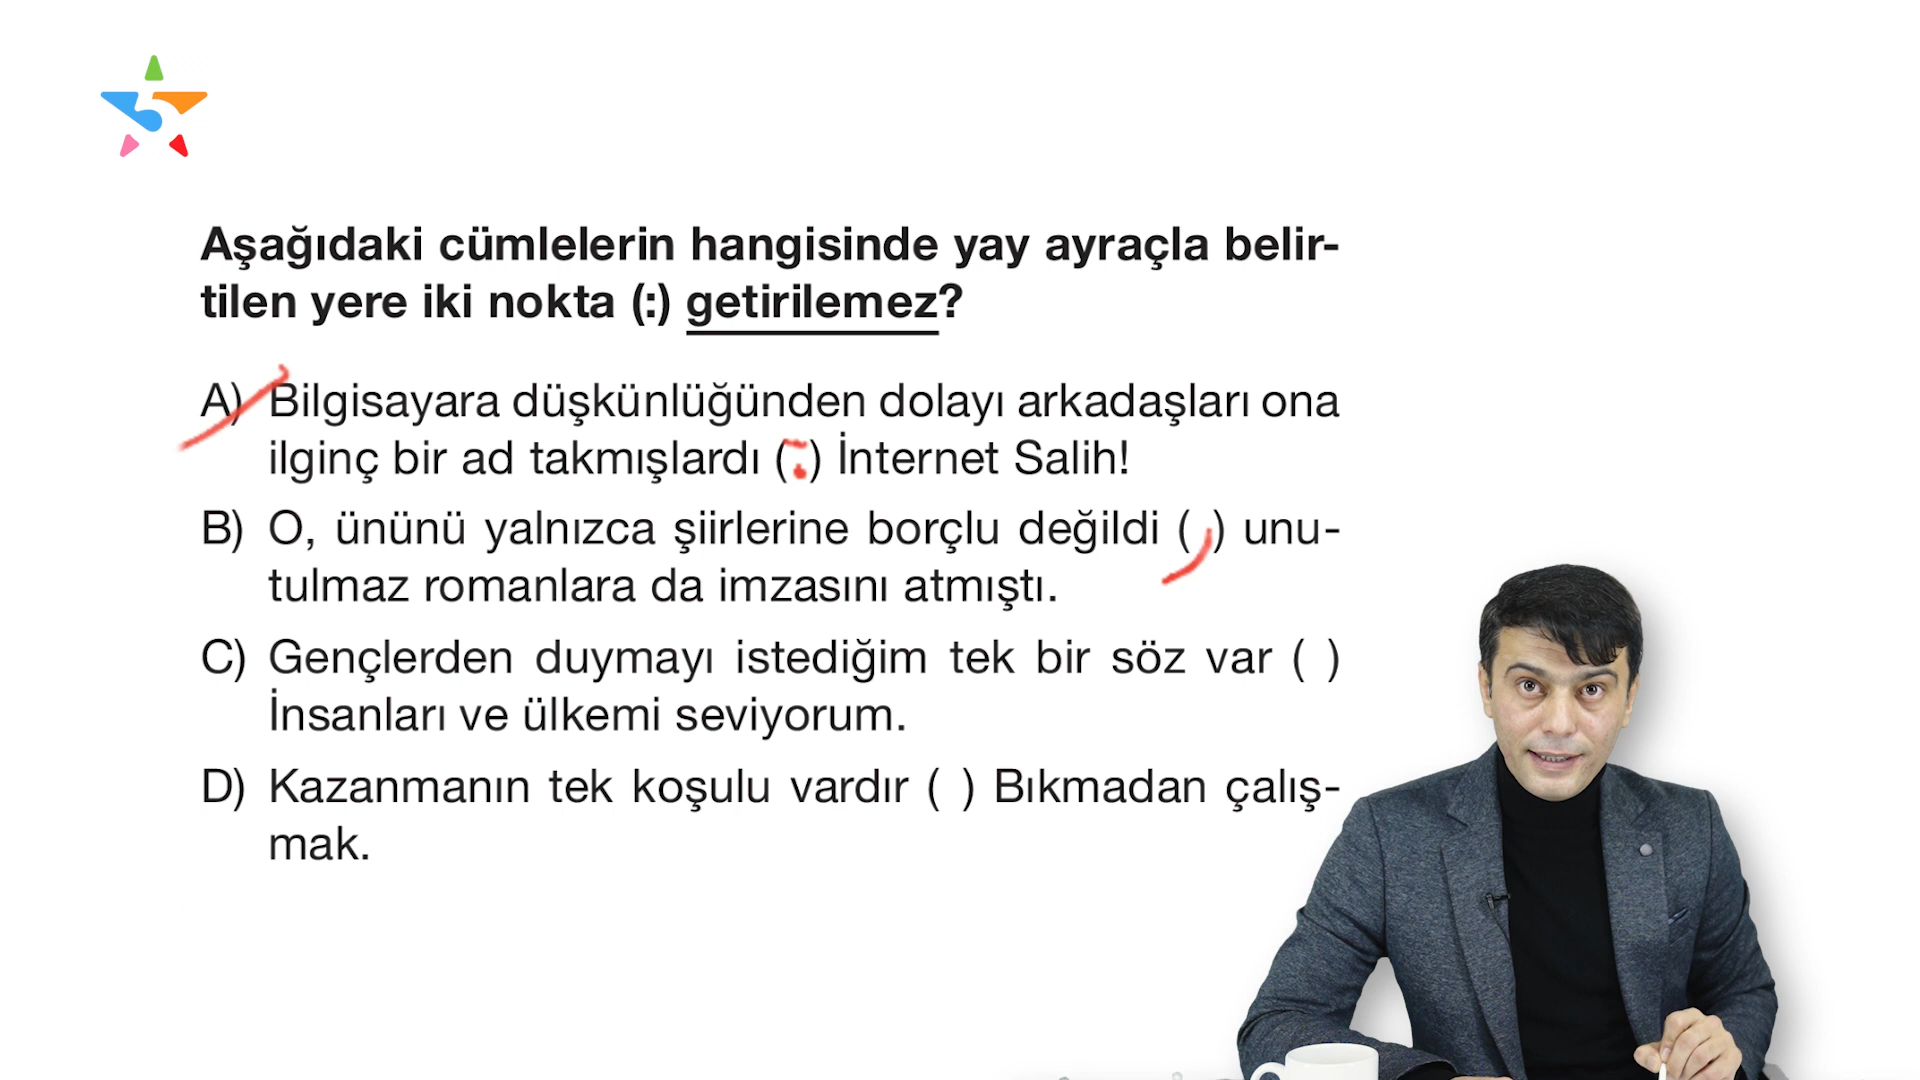 Aşağıdaki cümlelerin hangisinde yay ayraçla belir-
tilen yere iki nokta (:) getirilemez?
A) Bilgisayara düşkünlüğünden dolayı arkadaşları ona
ilginç bir ad takmışlardı (:) İnternet Salih!
B) O, ününü yalnızca şiirlerine borçlu değildi (,) unu-
tulmaz romanlara da imzasını atmıştı.
C) Gençlerden duymayı istediğim tek bir söz var ( )
İnsanları ve ülkemi seviyorum.
D) Kazanmanın tek koşulu vardır ( ) Bıkmadan çalış-
mak.